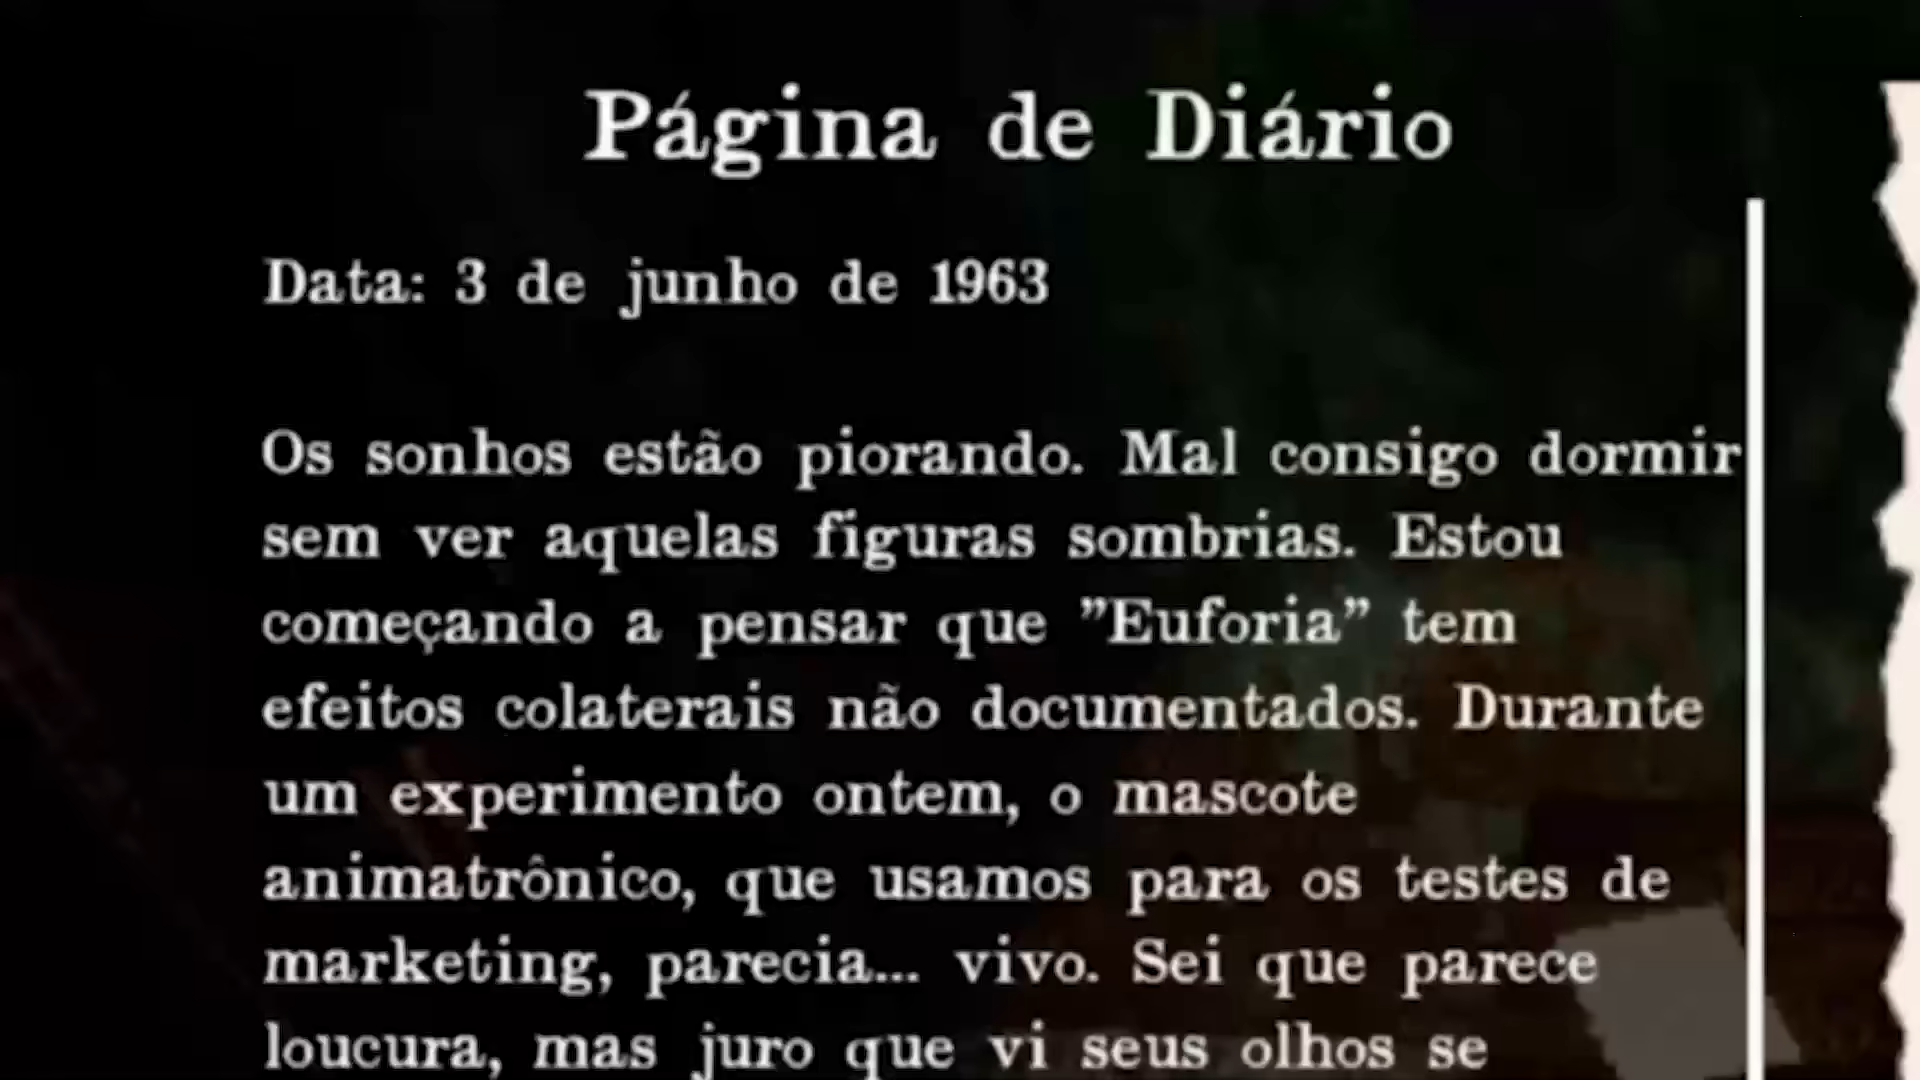 Página de Diário
Data: 3 de junho de 1963
Os sonhos estão piorando. Mal consigo dormir
sem ver aquelas figuras sombrias. Estou
começando a pensar que ”Euforia” tem
efeitos colaterais não documentados. Durante
um experimento ontem, o mascote
animatrônico, que usamos para os testes de
marketing, parecia... vivo. Sei que parece
loucura, mas juro que vi seus olhos se